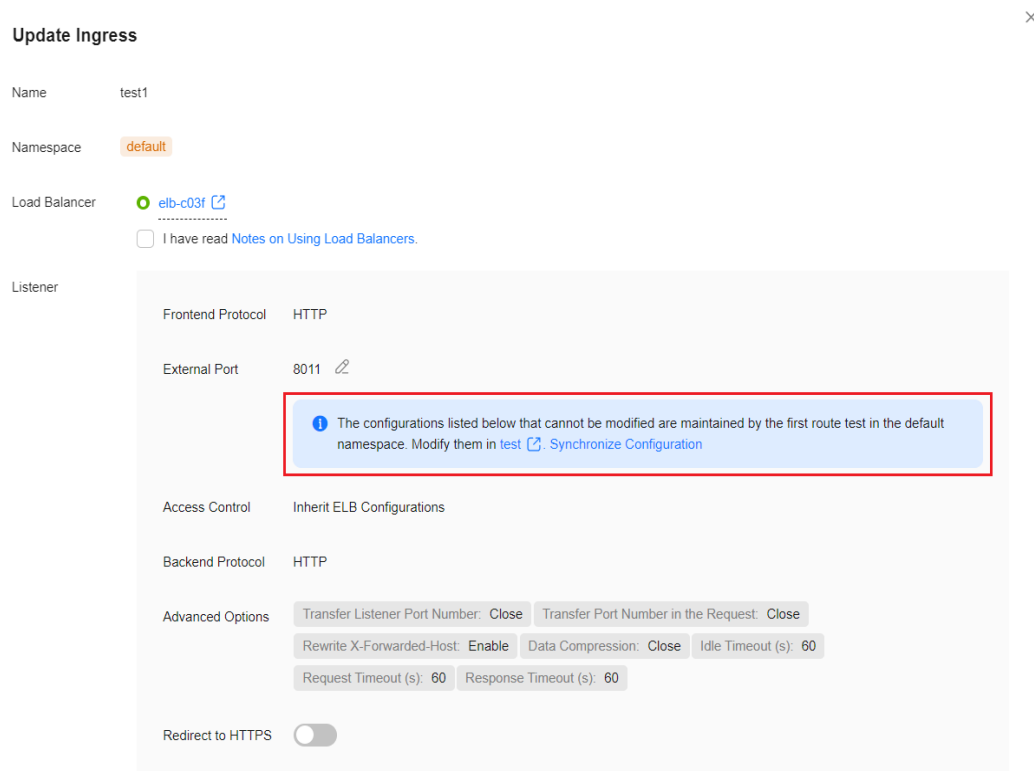 Update Ingress
Name test1
Namespace default
Load Balancer elb-c03f
I have read Notes on Using Load Balancers.
Listener
Frontend Protocol HTTP
External Port 8011
The configurations listed below that cannot be modified are maintained by the first route test in the default
namespace. Modify them in test . Synchronize Configuration
Access Control Inherit ELB Configurations
Backend Protocol HTTP
Advanced Options Transfer Listener Port Number: Close Transfer Port Number in the Request: Close
Rewrite X-Forwarded-Host: Enable Data Compression: Close Idle Timeout (s): 60
Request Timeout (s): 60 Response Timeout (s): 60
Redirect to HTTPS